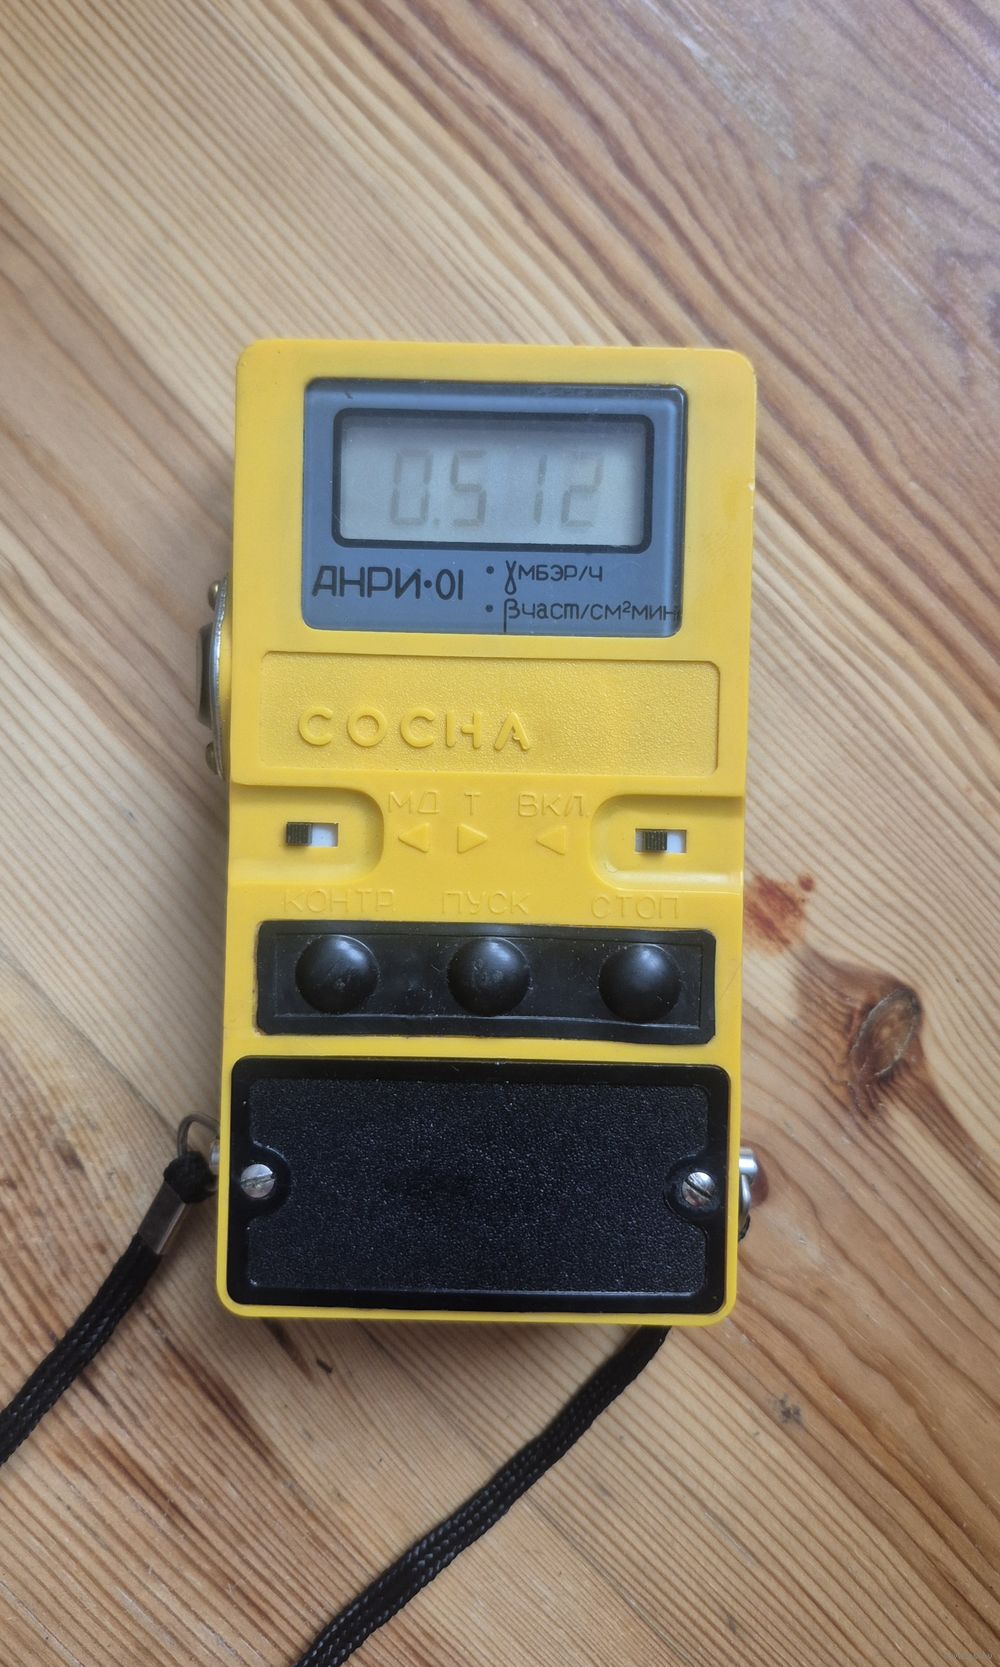 0.512
АНРИ·01
• γ МБЭР/Ч
• β част/см²мин
СОСНА
МД Т ВКЛ.
КОНТР. ПУСК СТОП